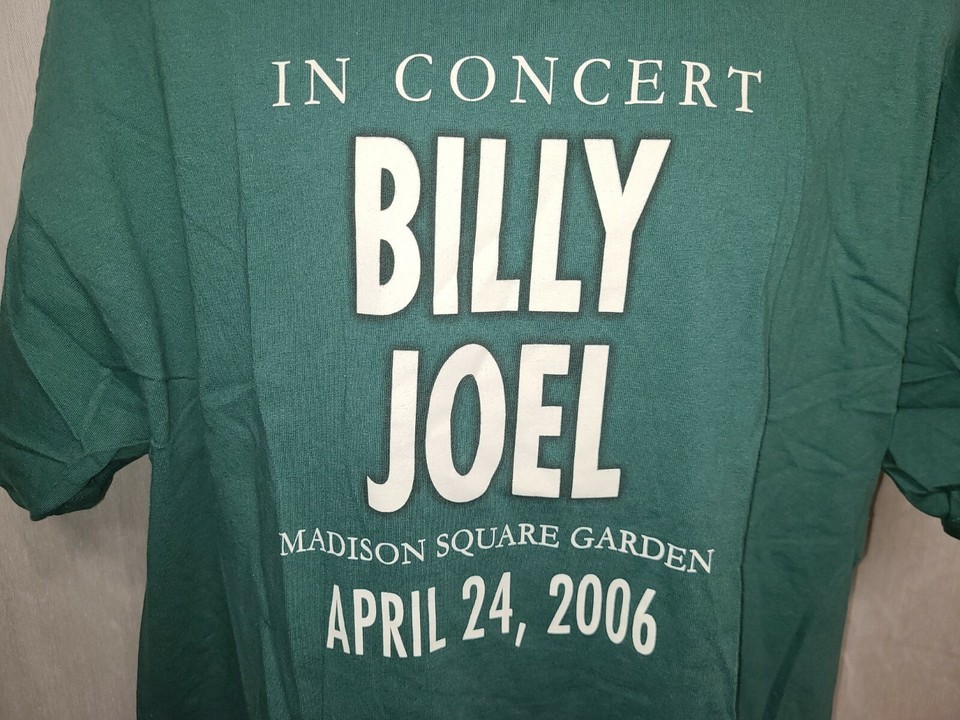 IN CONCERT
BILLY
JOEL
MADISON SQUARE GARDEN
APRIL 24, 2006